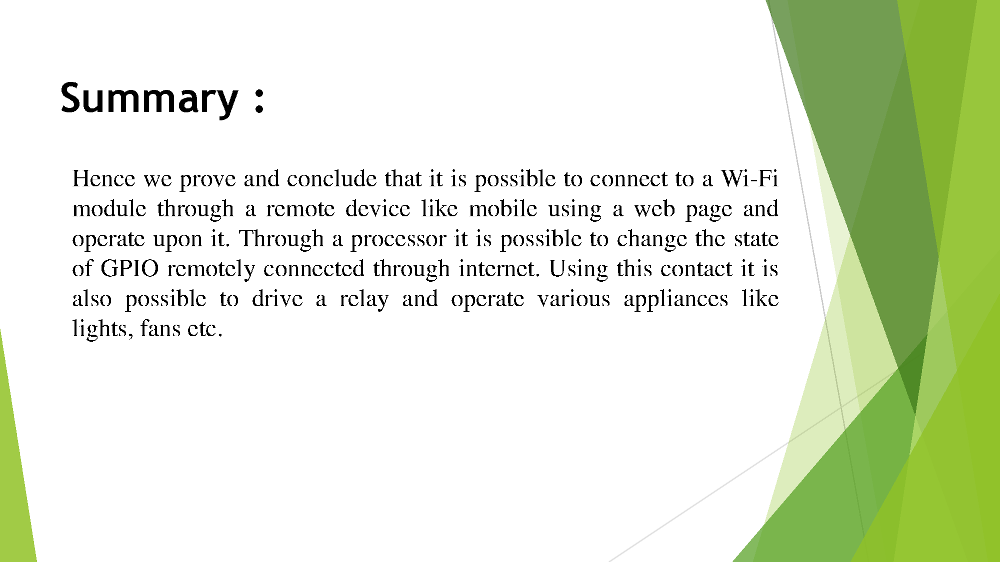 Summary :
Hence we prove and conclude that it is possible to connect to a Wi-Fi
module through a remote device like mobile using a web page and
operate upon it. Through a processor it is possible to change the state
of GPIO remotely connected through internet. Using this contact it is
also possible to drive a relay and operate various appliances like
lights, fans etc.